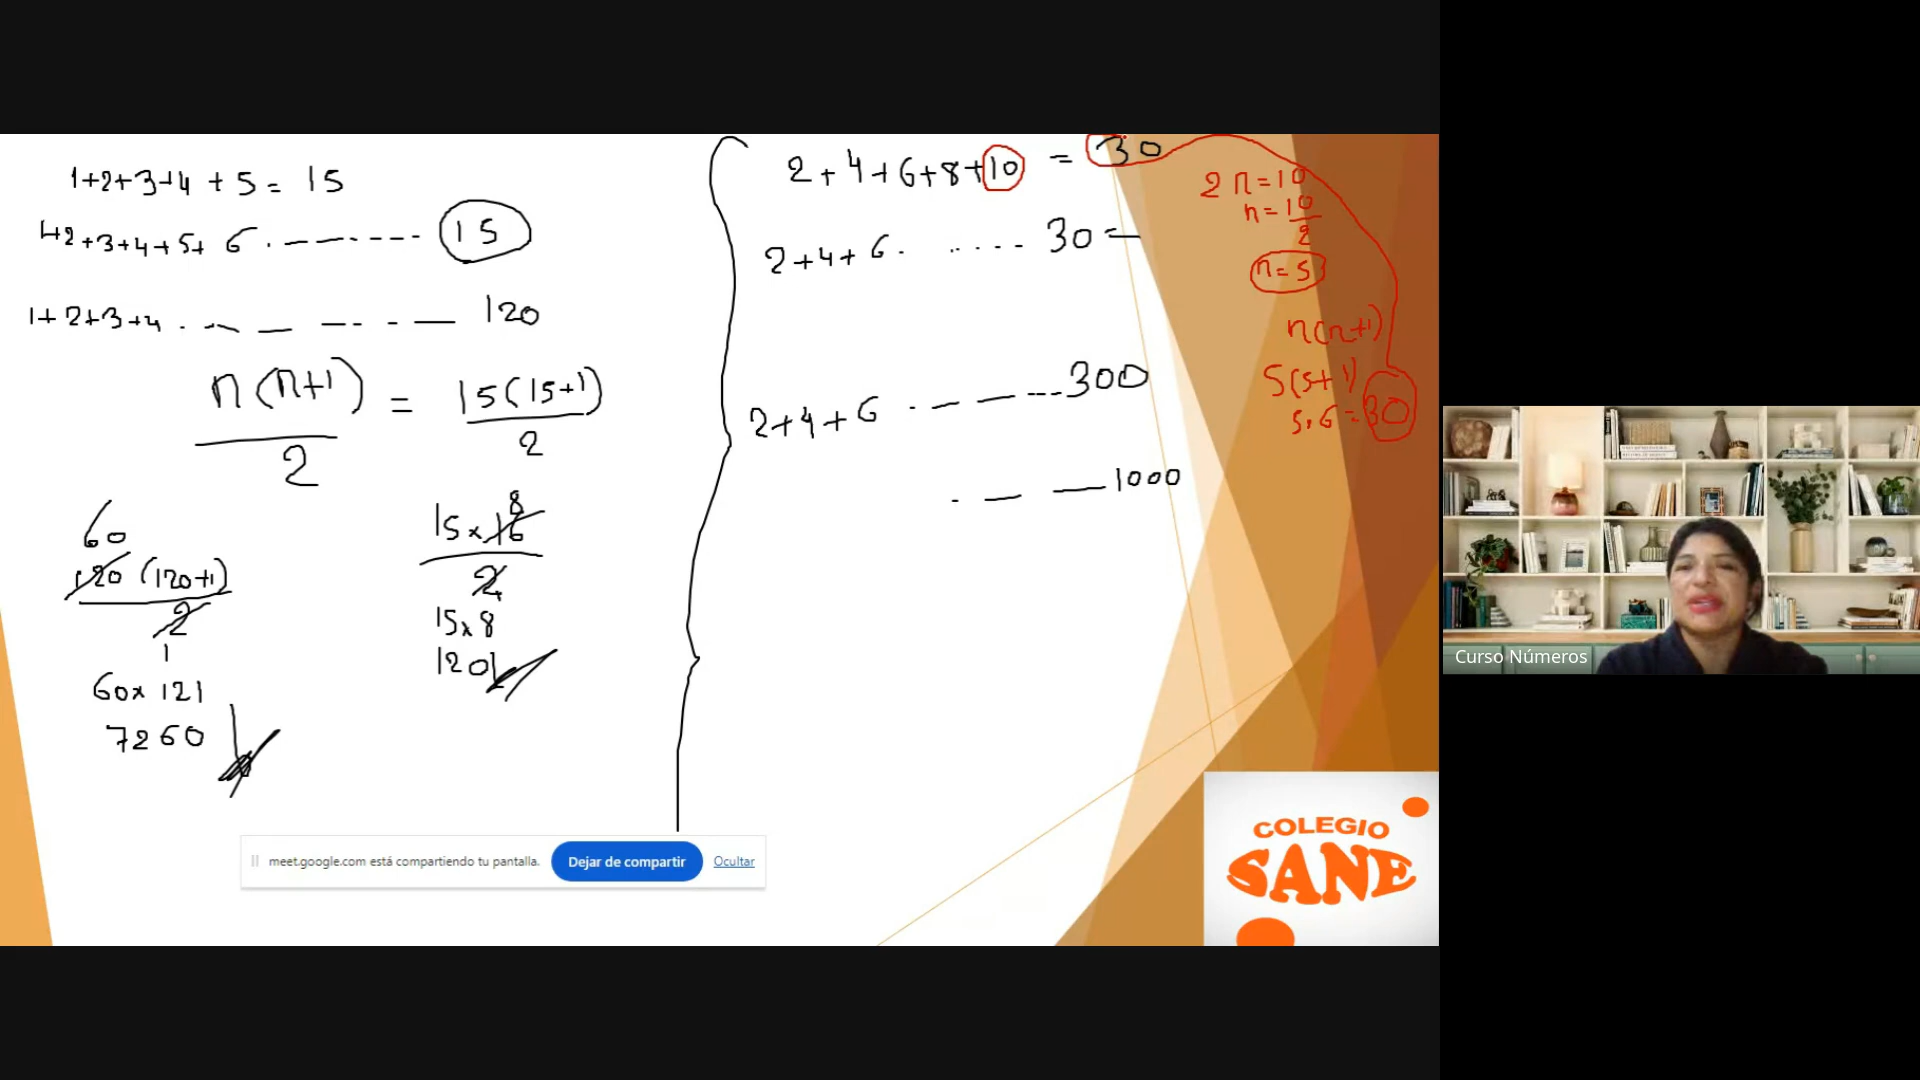 1+2+3+4 + 5 = 15
1+2+3+4+5+ 6 . - - - - - - - 15
1+2+3+4 . - - - - - - - - 120
n(n+1)/2 = 15(15+1)/2
60
120 (120+1)
2
1
60x 121
7260
8
15x 16
2
15x 8
120
2+4+6+8+10 = 30
2+4+6 . . . . . - 30 =
2+4+6 . - - - - - 300
. - - 1000
2n=10
n=10/2
n=5
n(n+1)
5(5+1)
5.6=30
meet.google.com está compartiendo tu pantalla.
Dejar de compartir
Ocultar
COLEGIO
SANE
Curso Números